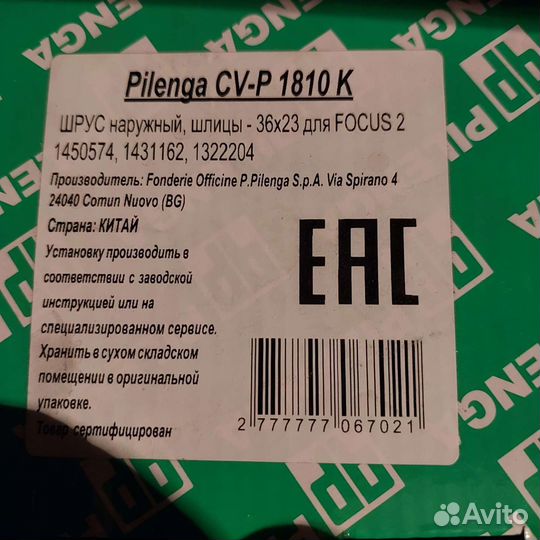 Pilenga CV-P 1810 K
ШРУС наружный, шлицы - 36x23 для FOCUS 2
1450574, 1431162, 1322204
Производитель: Fonderie Officine P.Pilenga S.p.A. Via Spirano 4
24040 Comun Nuovo (BG)
Страна: КИТАЙ
Установку производить в
соответствии с заводской
инструкцией или на
специализированном сервисе.
Хранить в сухом складском
помещении в оригинальной
упаковке.
Товар сертифицирован
EAC
2 777777 067021
PILENGA
Avito